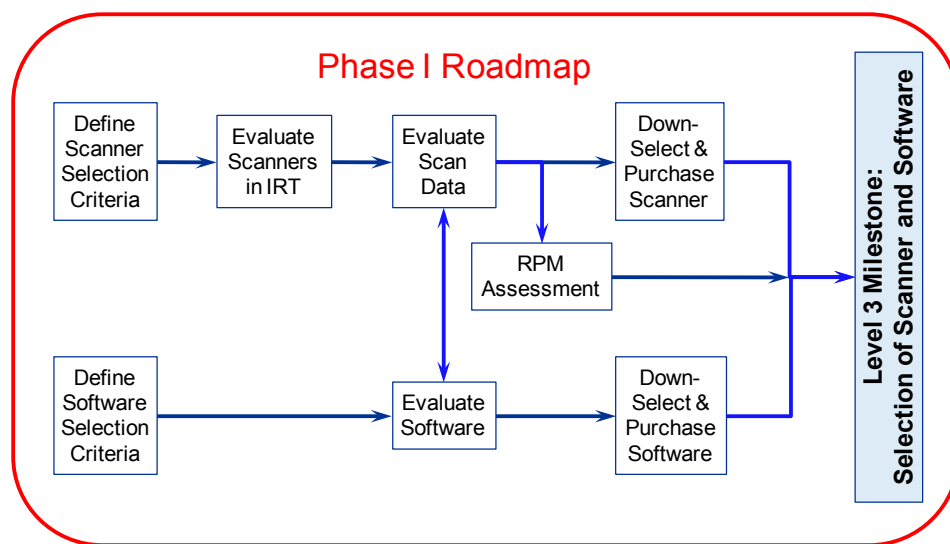 Phase I Roadmap
Define
Scanner
Selection
Criteria
Evaluate
Scanners
in IRT
Evaluate
Scan
Data
Down-
Select &
Purchase
Scanner
RPM
Assessment
Define
Software
Selection
Criteria
Evaluate
Software
Down-
Select &
Purchase
Software
Level 3 Milestone:
Selection of Scanner and Software